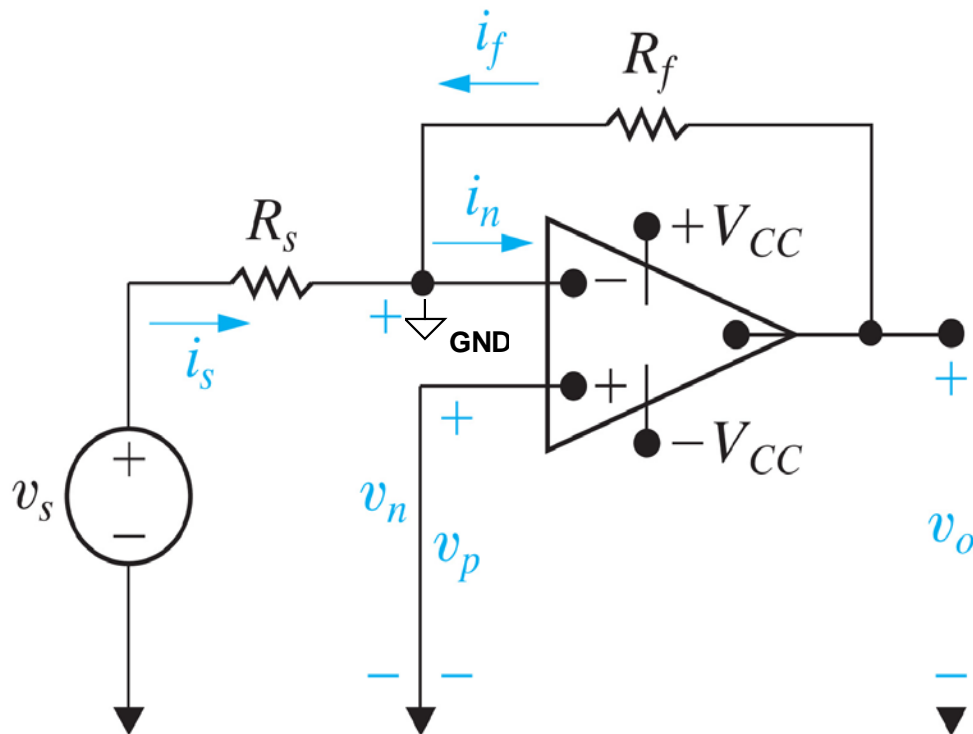 i_f
R_f
i_n
+ V_CC
R_s
−
+
GND
i_s
+
+
+
− V_CC
+
v_s
−
v_n
v_p
v_o
− −
−